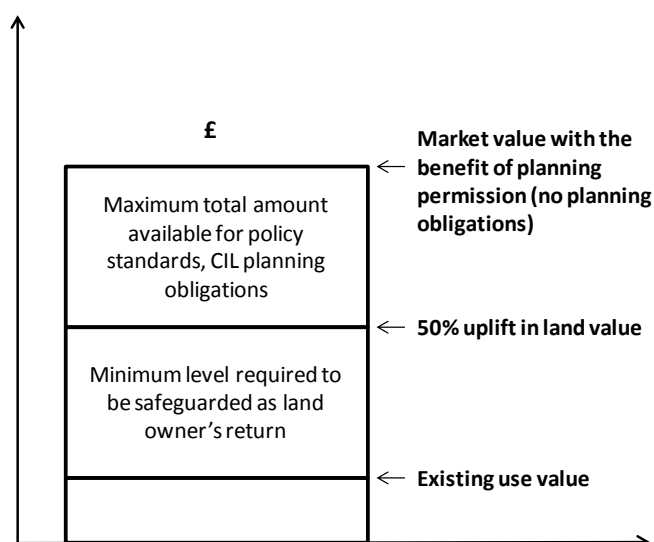 £
Market value with the
benefit of planning
permission (no planning
obligations)
Maximum total amount
available for policy
standards, CIL planning
obligations
50% uplift in land value
Minimum level required to
be safeguarded as land
owner's return
Existing use value